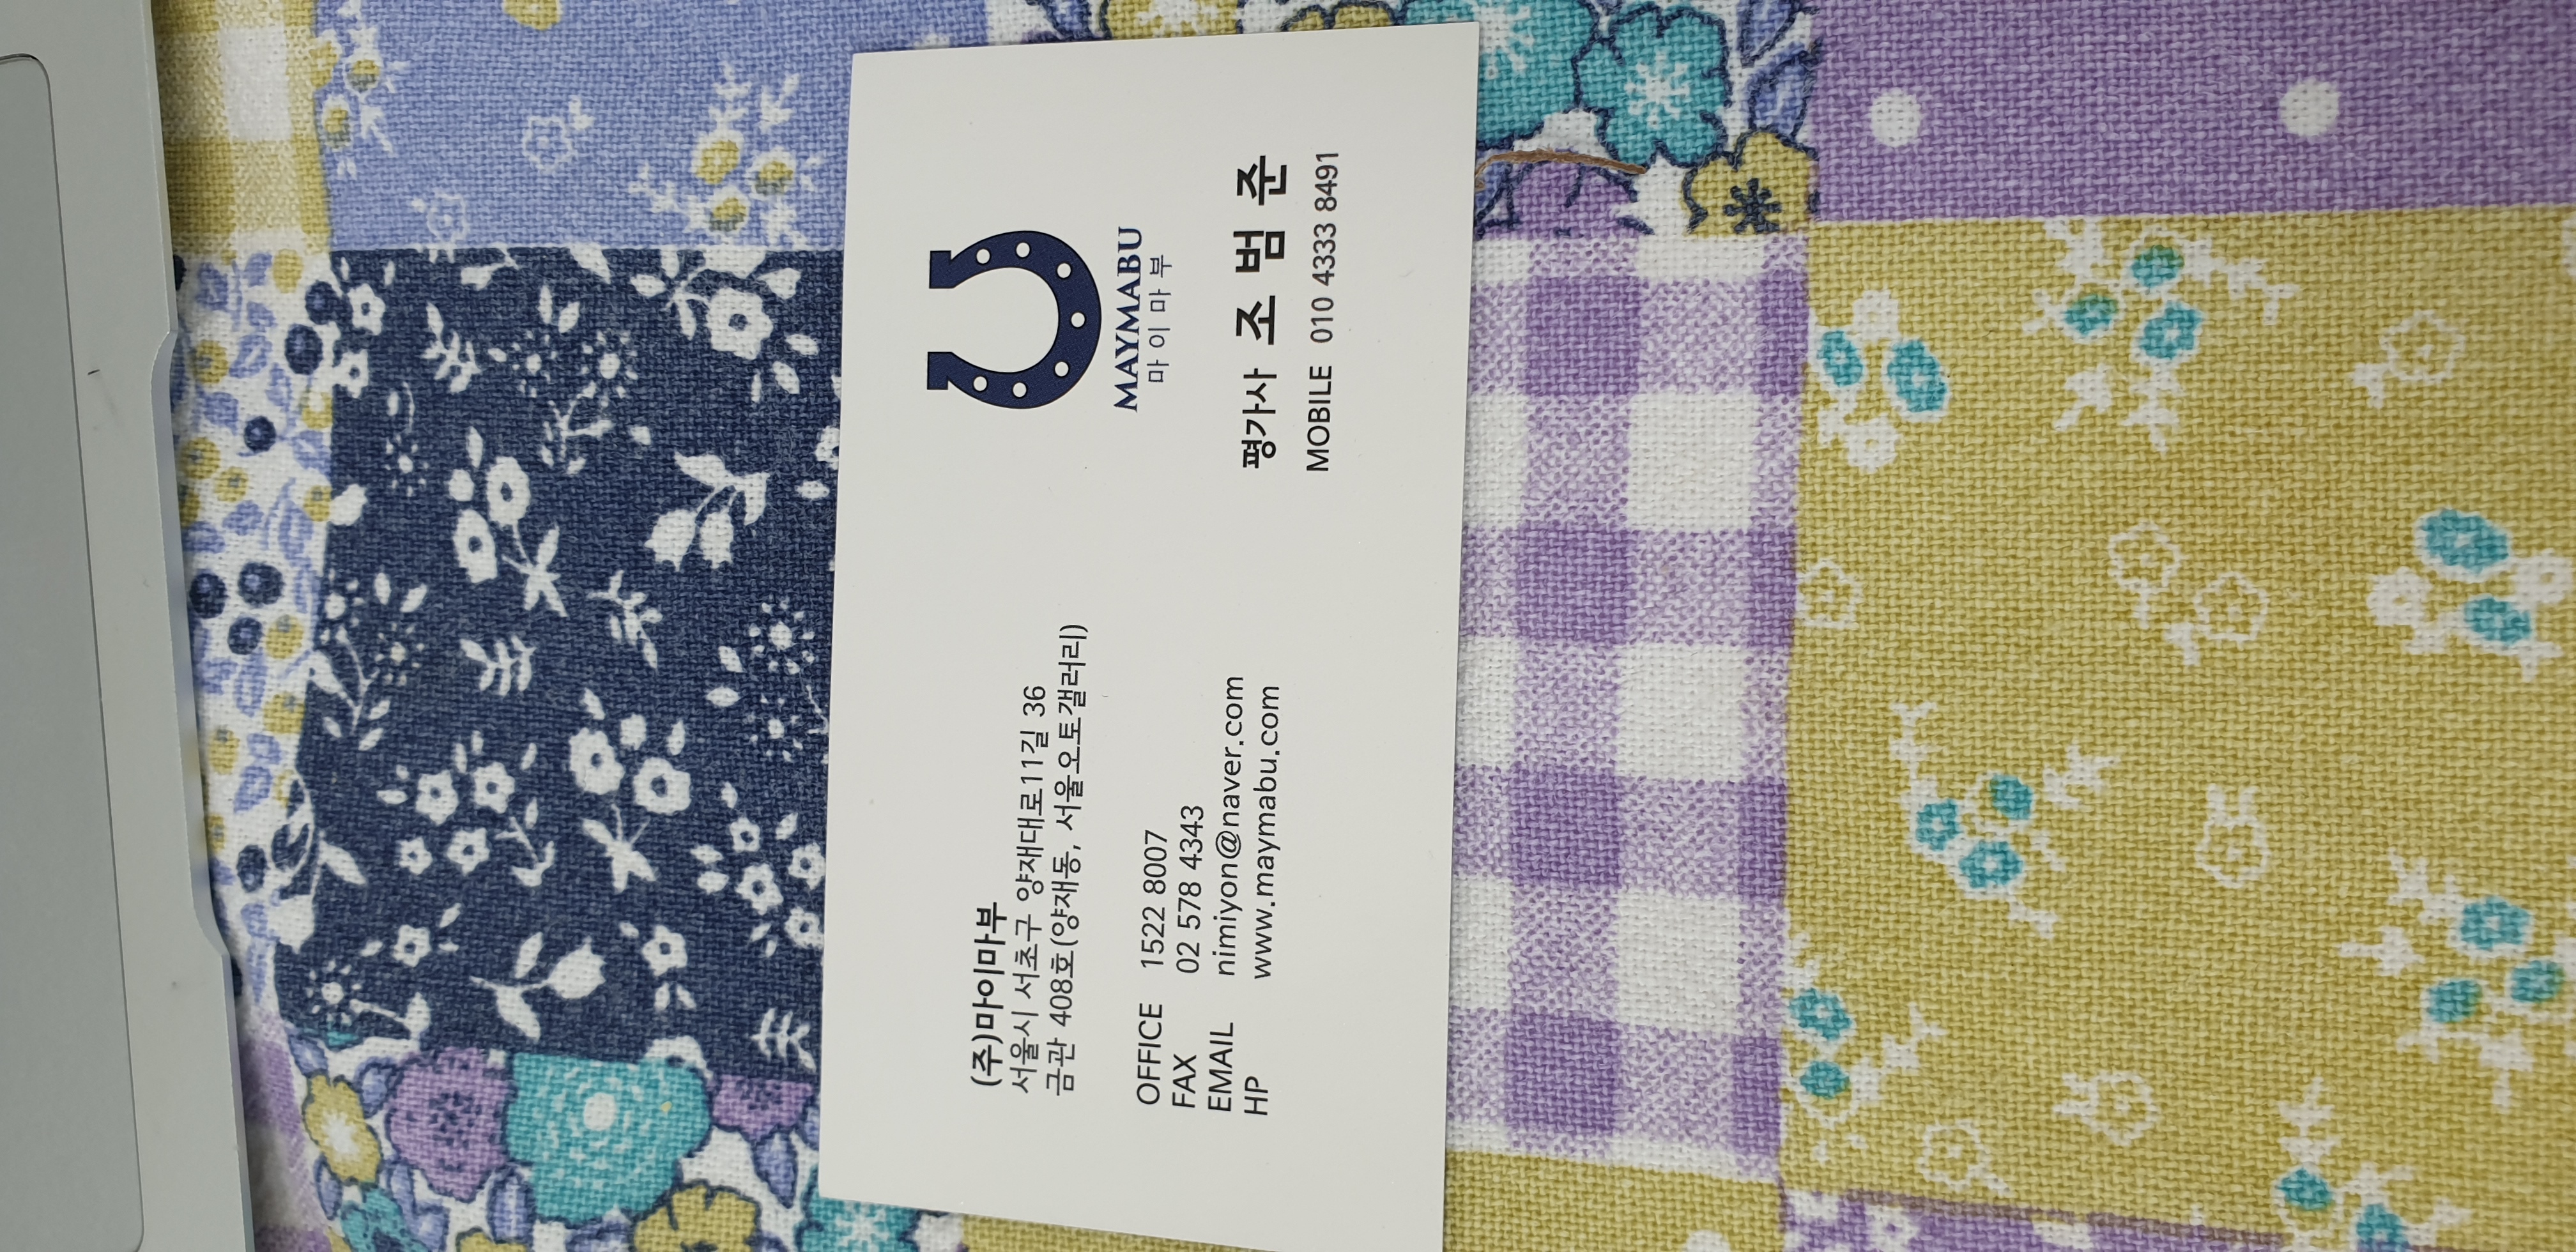 (주)마이마부
서울시 서초구 양재대로11길 36
금관 408호(양재동, 서울오토갤러리)
OFFICE 1522 8007
FAX 02 578 4343
EMAIL nimiyon@naver.com
HP www.maymabu.com
MAYMABU
마이마부
평가사 조범준
MOBILE 010 4333 8491